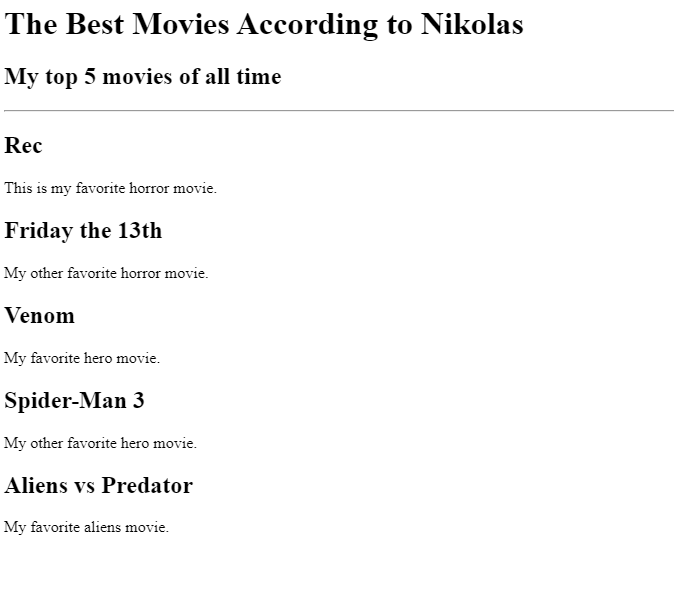 The Best Movies According to Nikolas
My top 5 movies of all time
Rec
This is my favorite horror movie.
Friday the 13th
My other favorite horror movie.
Venom
My favorite hero movie.
Spider-Man 3
My other favorite hero movie.
Aliens vs Predator
My favorite aliens movie.